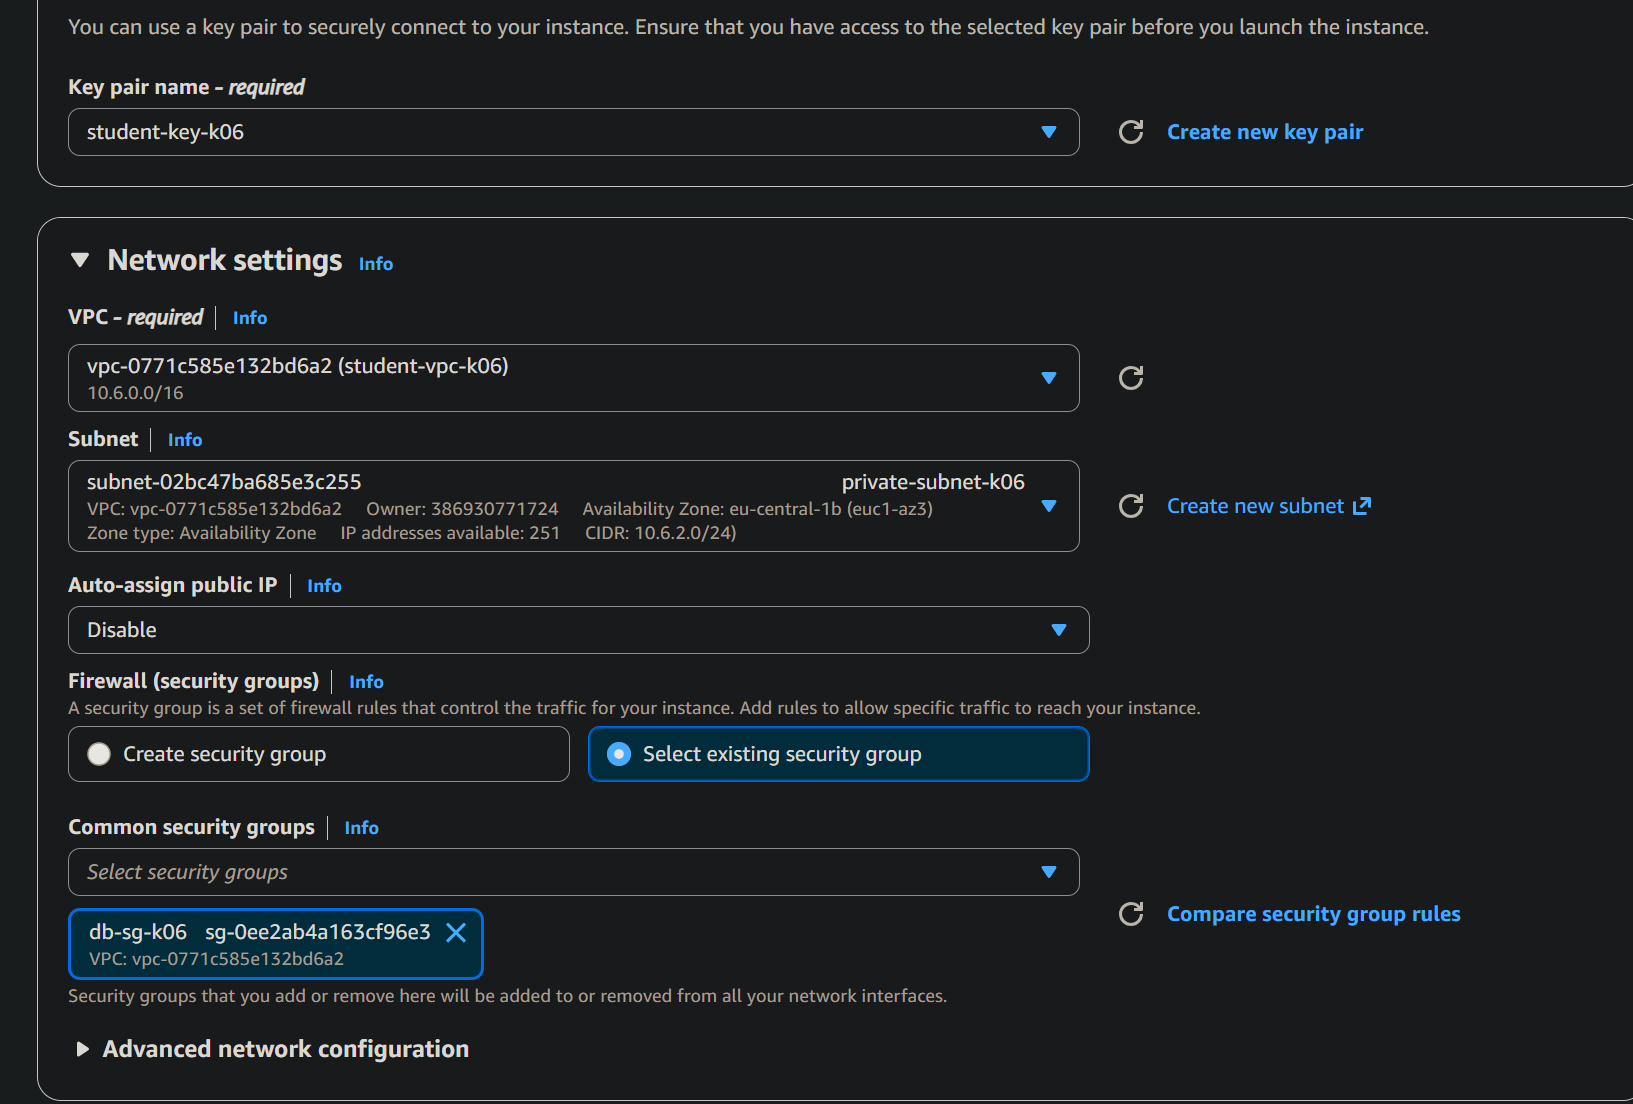 You can use a key pair to securely connect to your instance. Ensure that you have access to the selected key pair before you launch the instance.
Key pair name - required
student-key-k06
Create new key pair
Network settings Info
VPC - required Info
vpc-0771c585e132bd6a2 (student-vpc-k06)
10.6.0.0/16
Subnet Info
subnet-02bc47ba685e3c255 private-subnet-k06
VPC: vpc-0771c585e132bd6a2 Owner: 386930771724 Availability Zone: eu-central-1b (euc1-az3)
Zone type: Availability Zone IP addresses available: 251 CIDR: 10.6.2.0/24)
Create new subnet
Auto-assign public IP Info
Disable
Firewall (security groups) Info
A security group is a set of firewall rules that control the traffic for your instance. Add rules to allow specific traffic to reach your instance.
Create security group
Select existing security group
Common security groups Info
Select security groups
db-sg-k06 sg-0ee2ab4a163cf96e3
VPC: vpc-0771c585e132bd6a2
Compare security group rules
Security groups that you add or remove here will be added to or removed from all your network interfaces.
Advanced network configuration